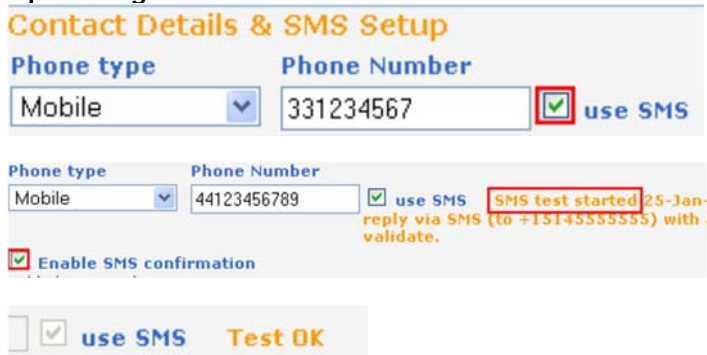 Contact Details & SMS Setup
Phone type Phone Number
Mobile 331234567 use SMS
Phone type Phone Number
Mobile 44123456789 use SMS SMS test started 25-Jan-
reply via SMS (to +15145555555) with
validate.
Enable SMS confirmation
use SMS Test OK